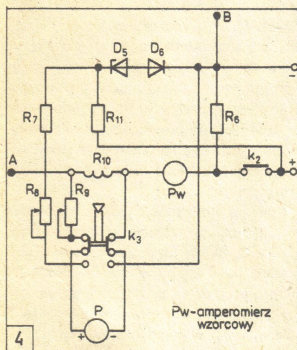 B
D5 D6
−
R7
R11
R6
A
R10
Pw
k2
+
R8
R9
k3
P
+ −
Pw-amperomierz
wzorcowy
4